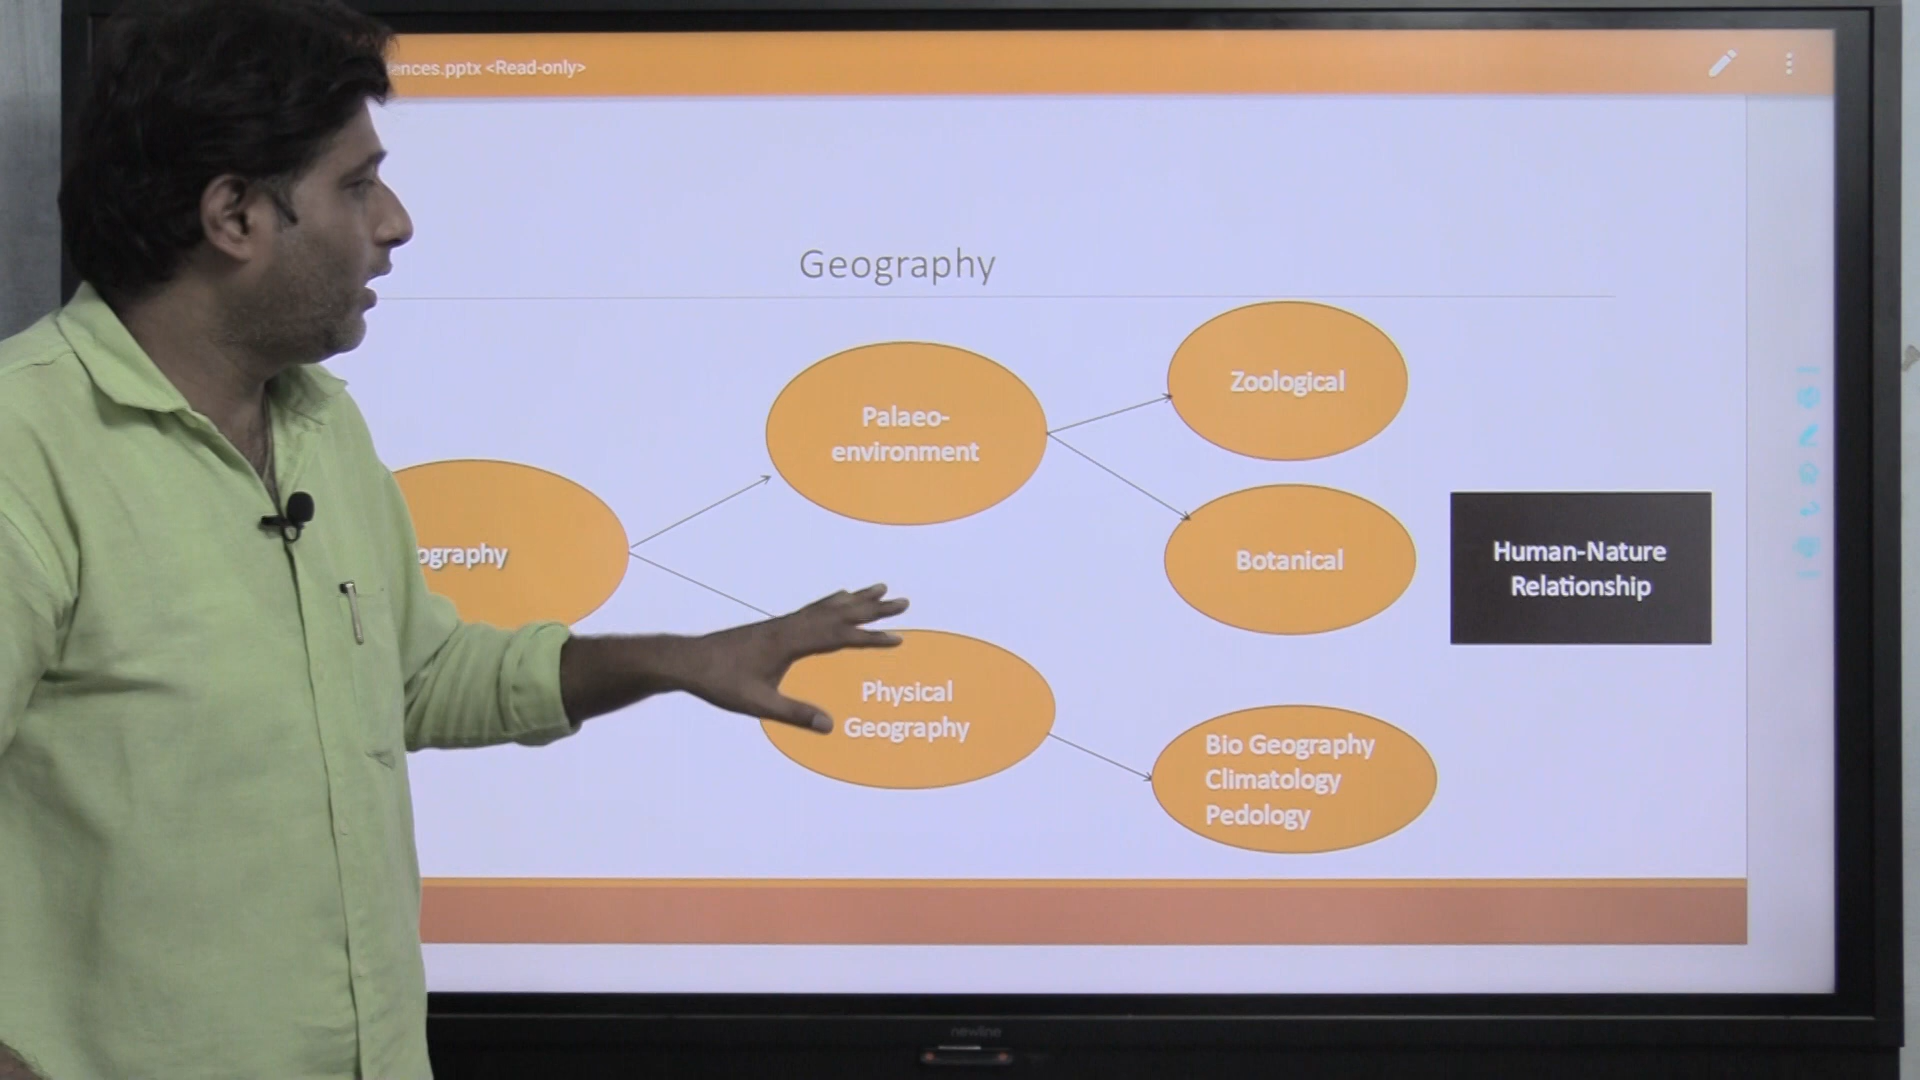 ences.pptx <Read-only>
Geography
ography
Palaeo-
environment
Physical
Geography
Zoological
Botanical
Bio Geography
Climatology
Pedology
Human-Nature
Relationship
newline